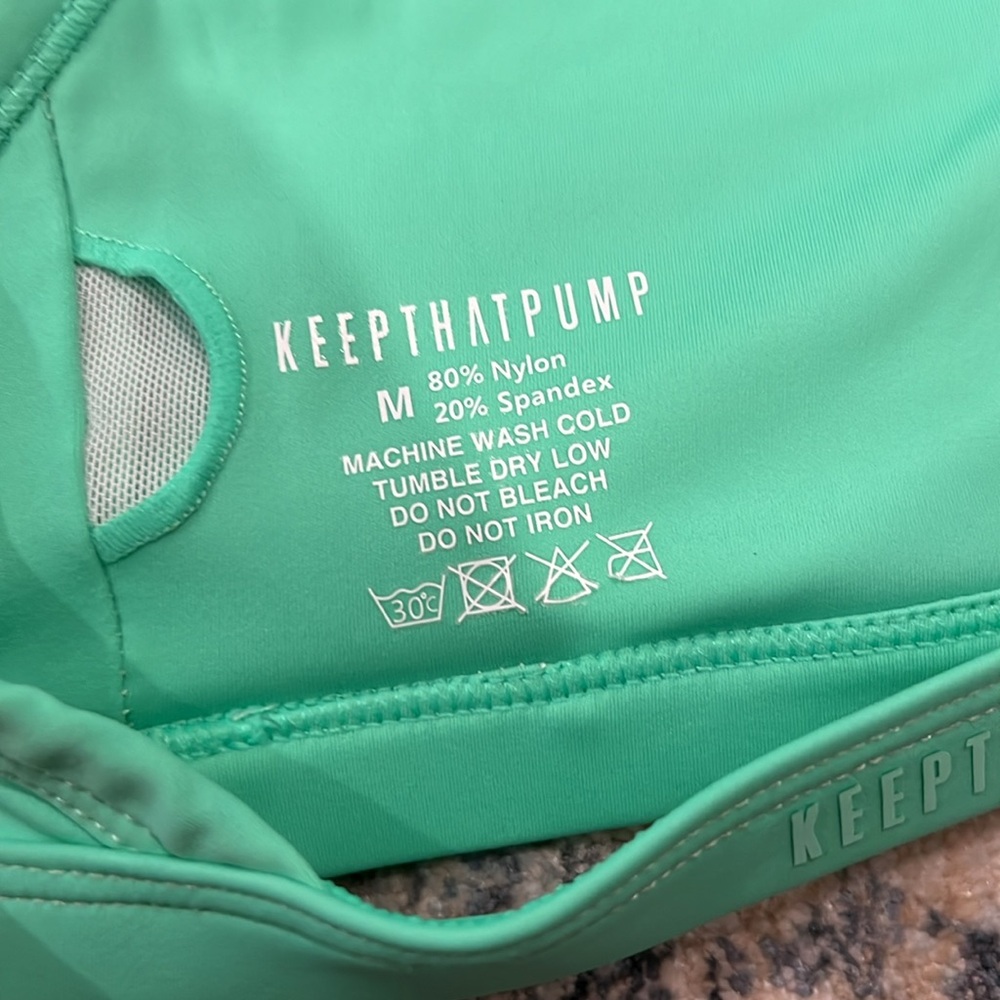 KEEPTHATPUMP
M 80% Nylon
20% Spandex
MACHINE WASH COLD
TUMBLE DRY LOW
DO NOT BLEACH
DO NOT IRON
30°C
KEEPT